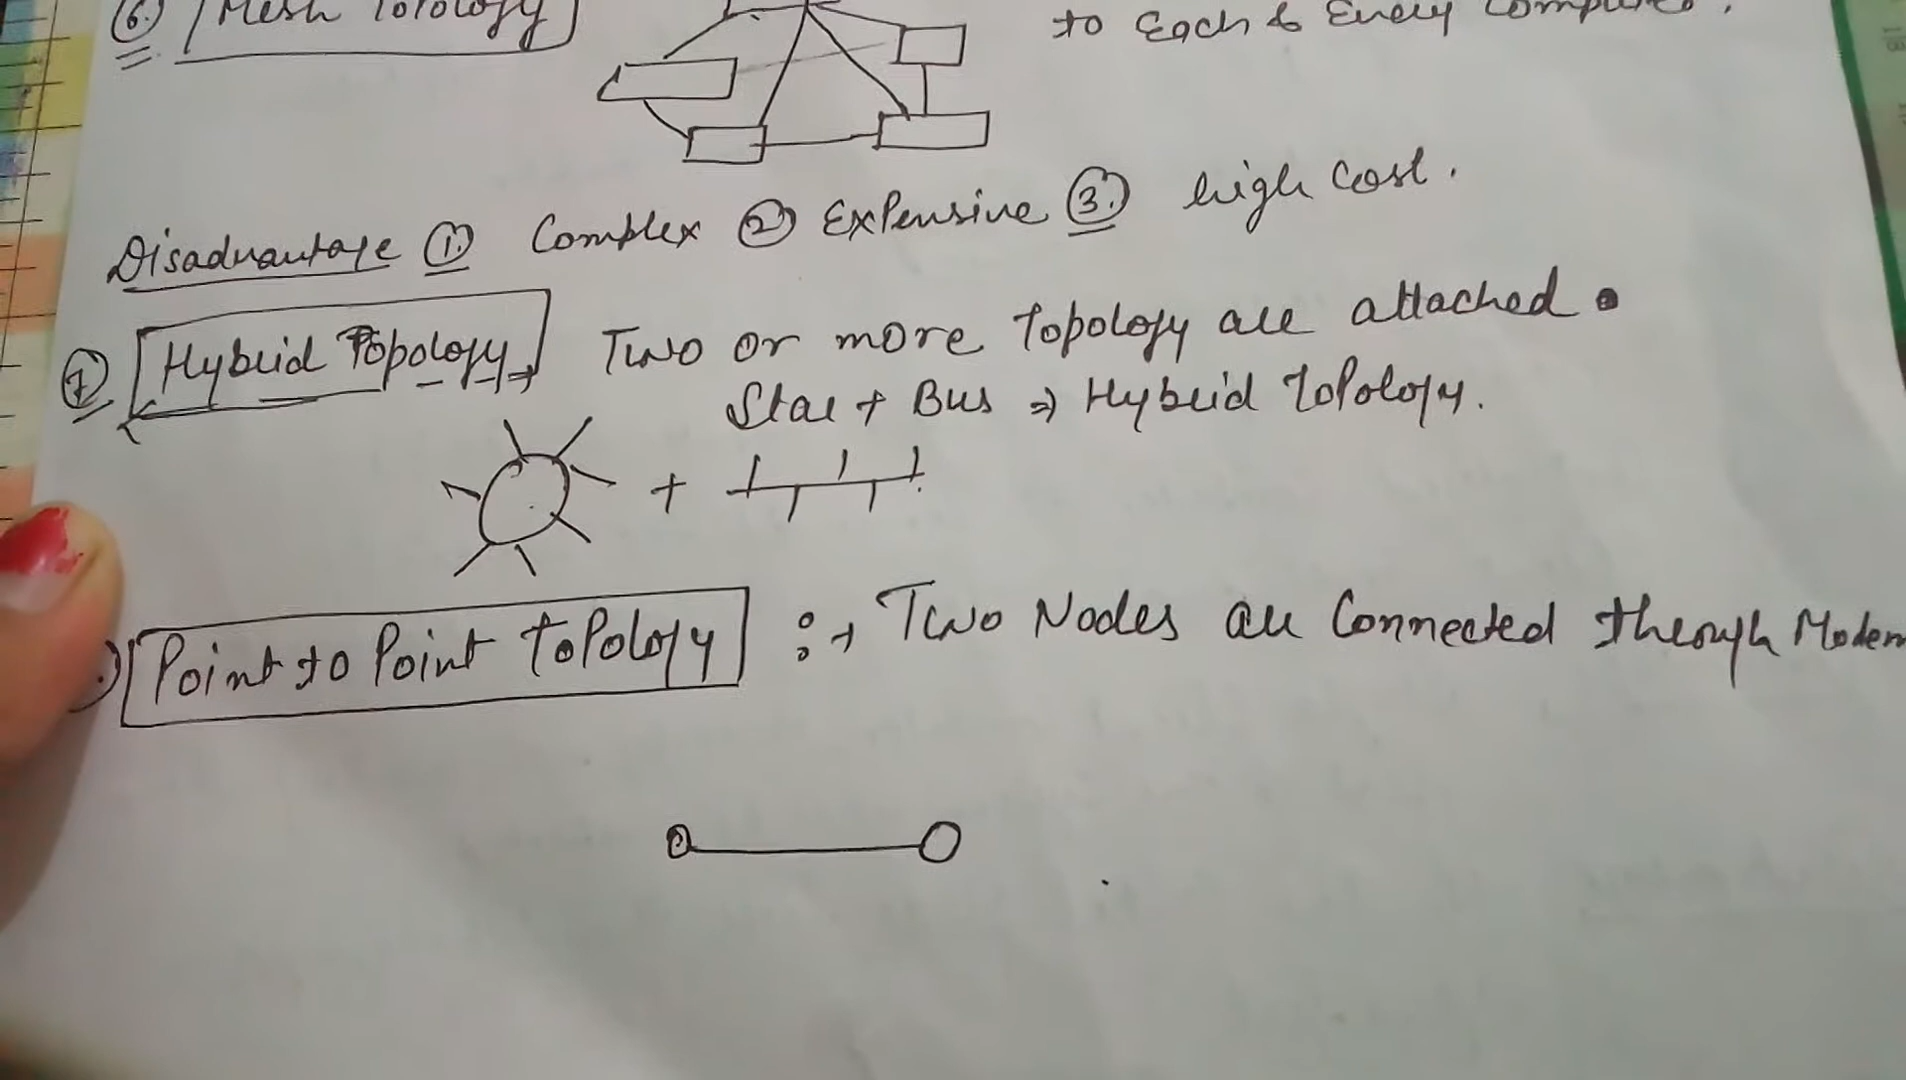 6. Mesh Topology
to Each & Every Computer.
Disadvantage ① Complex ② Expensive ③. high Cost.
⑦ Hybrid Topology → Two or more Topology are attached.
Star + Bus ⇒ Hybrid Topology.
+
Point to Point Topology :→ Two Nodes are Connected through Modem